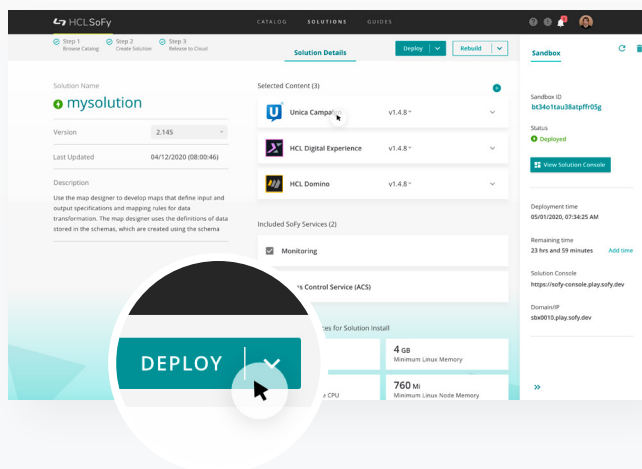 HCLSoFy
CATALOG SOLUTIONS GUIDES
Step 1 Step 2 Step 3
Browse Catalog Create Solution Release to Cloud
Solution Details
Deploy
Rebuild
Sandbox
Solution Name
mysolution
Version 2.145
Last Updated 04/12/2020 (08:00:46)
Description
Use the map designer to develop maps that define input and
output specifications and mapping rules for data
transformation. The map designer uses the definitions of data
stored in the schemas, which are created using the schema
Selected Content (3)
Unica Campaign v1.4.8
HCL Digital Experience v1.4.8
HCL Domino v1.4.8
Included SoFy Services (2)
Monitoring
ss Control Service (ACS)
ces for Solution Install
4 GB
Minimum Linux Memory
e CPU
760 Mi
Minimum Linux Node Memory
DEPLOY
Sandbox ID
bt34o1tau38atpffr05g
Status
Deployed
View Solution Console
Deployment time
05/01/2020, 07:34:25 AM
Remaining time
23 hrs and 59 minutes Add time
Solution Console
https://sofy-console.play.sofy.dev
Domain/IP
sbx0010.play.sofy.dev